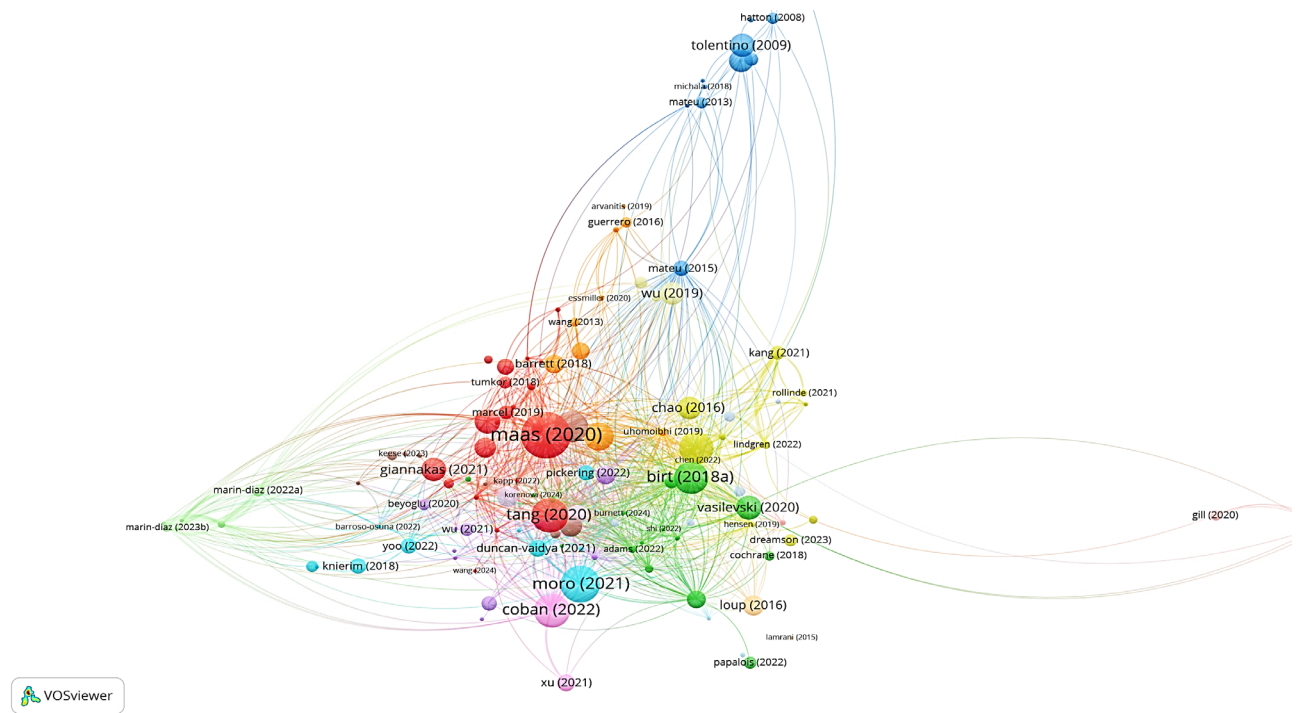 hatton (2008)
tolentino (2009)
michala (2018)
mateu (2013)
arvanitis (2019)
guerrero (2016)
mateu (2015)
wu (2019)
essmiller (2020)
wang (2013)
kang (2021)
barrett (2018)
tumkor (2018)
rollinde (2021)
chao (2016)
marcel (2019)
maas (2020)
uhomoibhi (2019)
lindgren (2022)
keese (2023)
chen (2022)
giannakas (2021)
pickering (2022)
birt (2018a)
kapp (2022)
marin-diaz (2022a)
korenova (2024)
beyoglu (2020)
vasilevski (2020)
tang (2020)
burnett (2024)
gill (2020)
marin-díaz (2023b)
barroso-osuna (2022)
wu (2021)
shi (2022)
hensen (2019)
dreamson (2023)
yoo (2022)
duncan-vaidya (2021)
adams (2022)
cochrane (2018)
knierim (2018)
wang (2024)
moro (2021)
coban (2022)
loup (2016)
lamrani (2015)
papalois (2022)
xu (2021)
VOSviewer